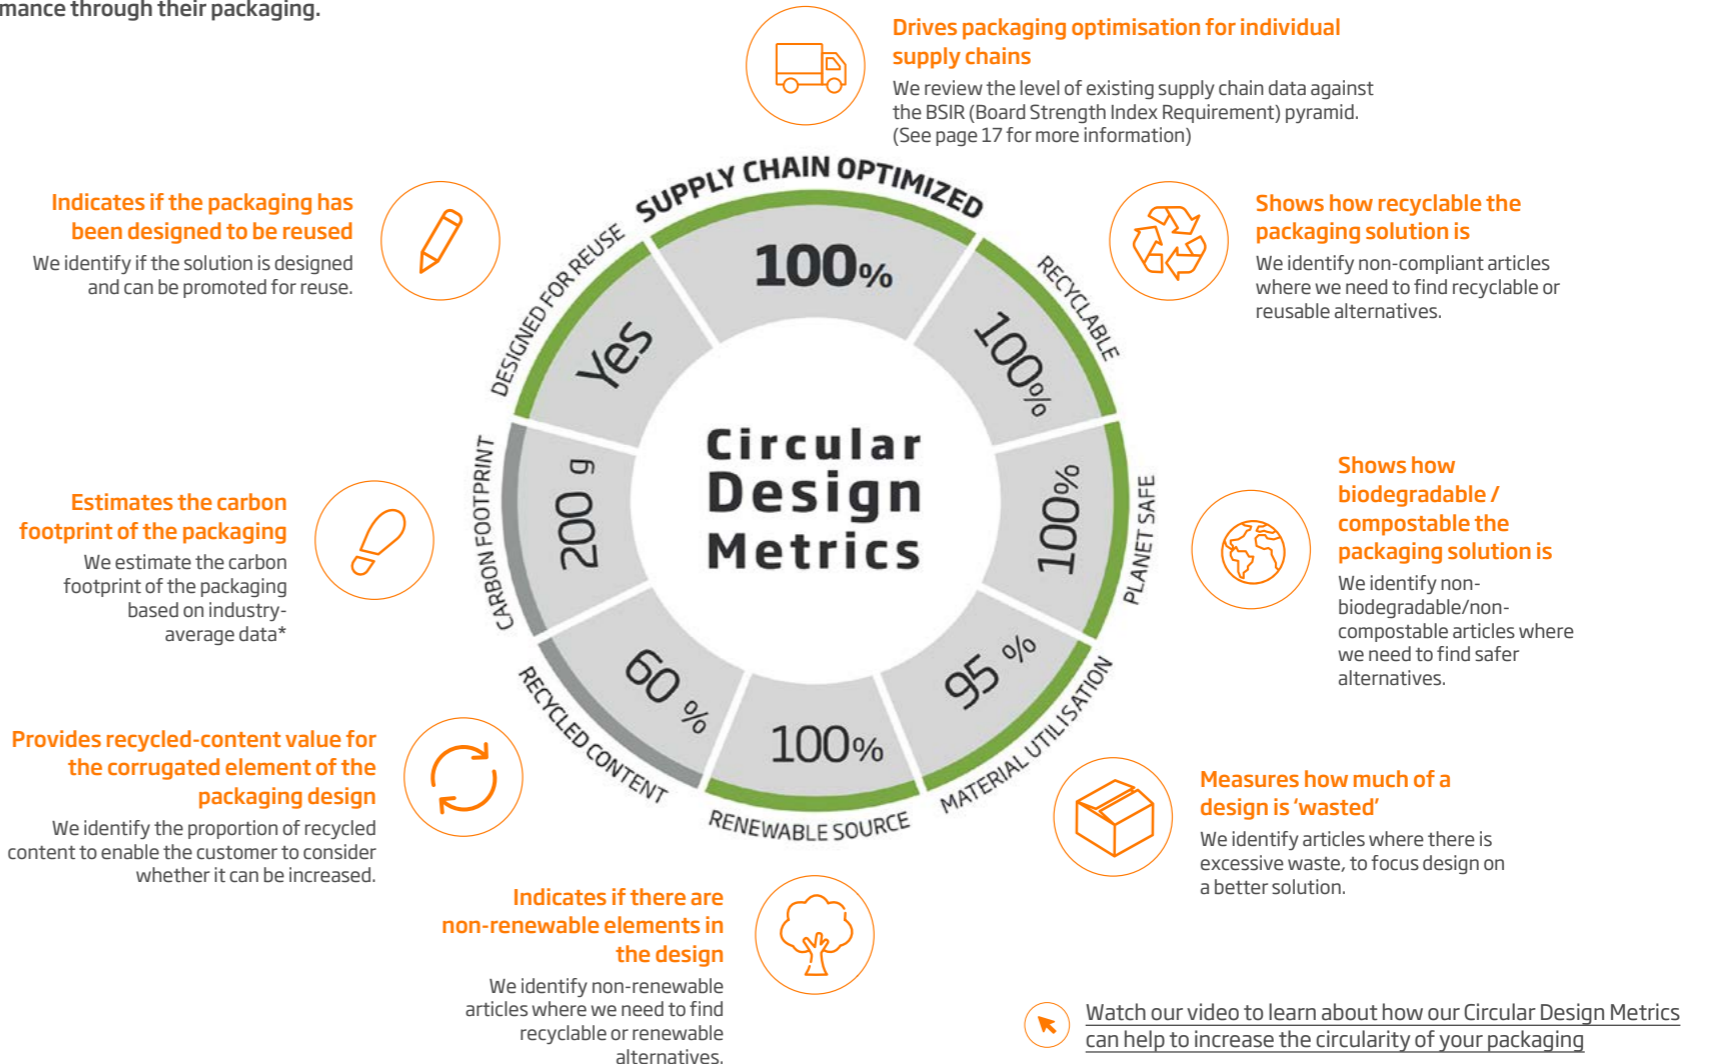 mance through their packaging.
Drives packaging optimisation for individual
supply chains
We review the level of existing supply chain data against
the BSIR (Board Strength Index Requirement) pyramid.
(See page 17 for more information)
Indicates if the packaging has
been designed to be reused
We identify if the solution is designed
and can be promoted for reuse.
Shows how recyclable the
packaging solution is
We identify non-compliant articles
where we need to find recyclable or
reusable alternatives.
SUPPLY CHAIN OPTIMIZED
100%
RECYCLABLE
100%
PLANET SAFE
100%
MATERIAL UTILISATION
95 %
RENEWABLE SOURCE
100%
RECYCLED CONTENT
60 %
CARBON FOOTPRINT
200 g
DESIGNED FOR REUSE
Yes
Circular
Design
Metrics
Estimates the carbon
footprint of the packaging
We estimate the carbon
footprint of the packaging
based on industry-
average data*
Shows how
biodegradable /
compostable the
packaging solution is
We identify non-
biodegradable/non-
compostable articles where
we need to find safer
alternatives.
Provides recycled-content value for
the corrugated element of the
packaging design
We identify the proportion of recycled
content to enable the customer to consider
whether it can be increased.
Measures how much of a
design is ‘wasted’
We identify articles where there is
excessive waste, to focus design on
a better solution.
Indicates if there are
non-renewable elements in
the design
We identify non-renewable
articles where we need to find
recyclable or renewable
alternatives.
Watch our video to learn about how our Circular Design Metrics
can help to increase the circularity of your packaging